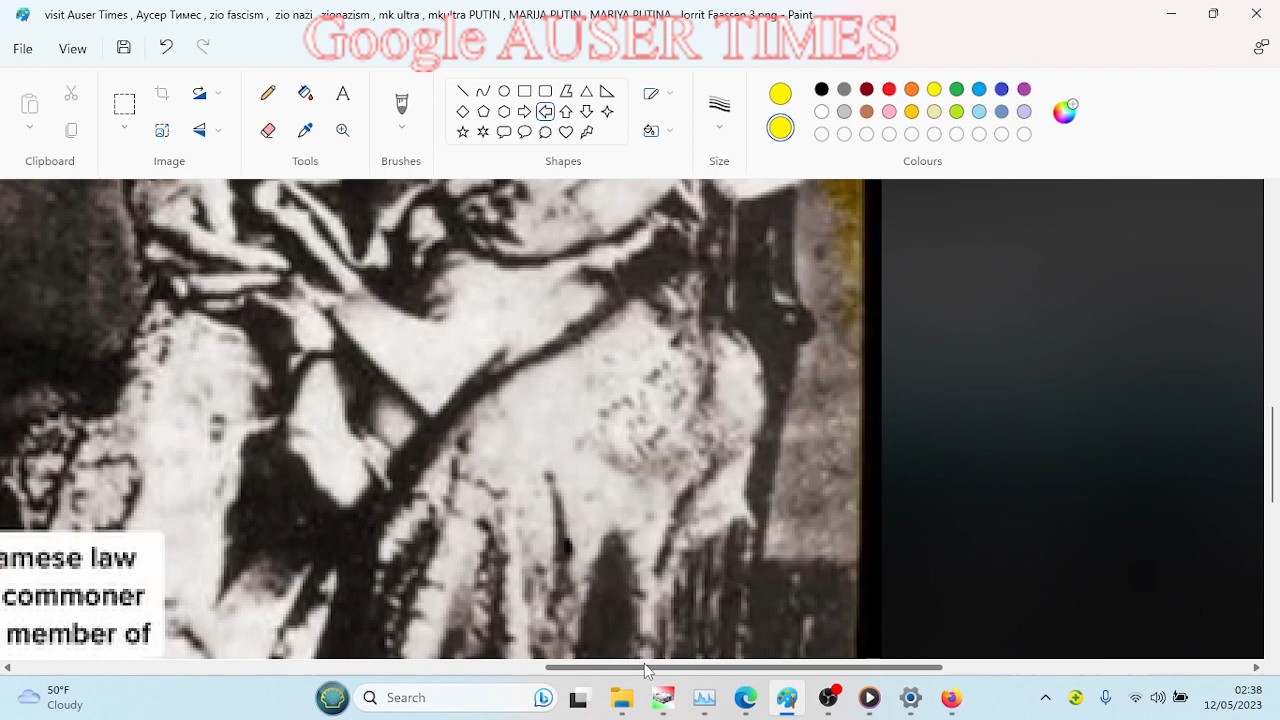 visit Auser Times , Аусер Тимес , zio fascism , zio nazi , zionazism , mk ultra , mkultra PUTIN , MARIJA PUTIN , MARIYA PUTINA , Jorrit Faassen 3.png - Paint
Google AUSER TIMES
File
View
Clipboard
Image
Tools
Brushes
Shapes
Size
Colours
amese law
commoner
member of
50°F
Cloudy
Search
02:38
12/05/2023